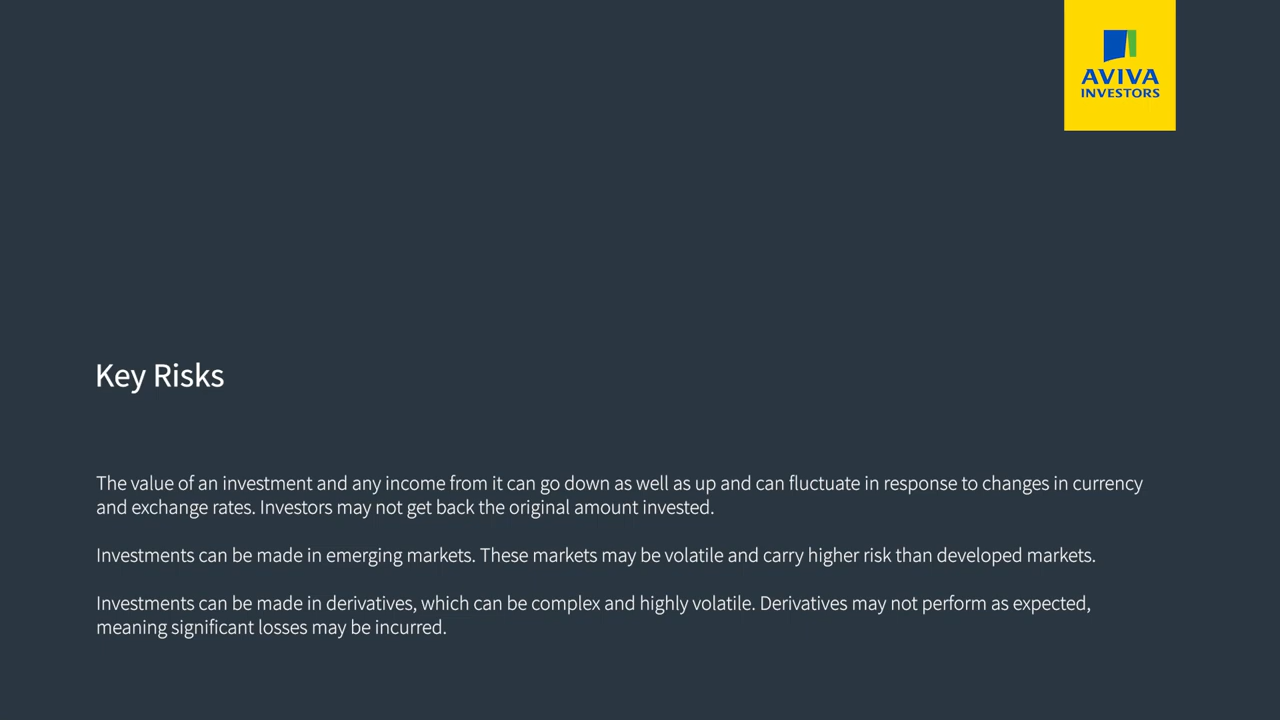 AVIVA
INVESTORS
Key Risks
The value of an investment and any income from it can go down as well as up and can fluctuate in response to changes in currency
and exchange rates. Investors may not get back the original amount invested.
Investments can be made in emerging markets. These markets may be volatile and carry higher risk than developed markets.
Investments can be made in derivatives, which can be complex and highly volatile. Derivatives may not perform as expected,
meaning significant losses may be incurred.